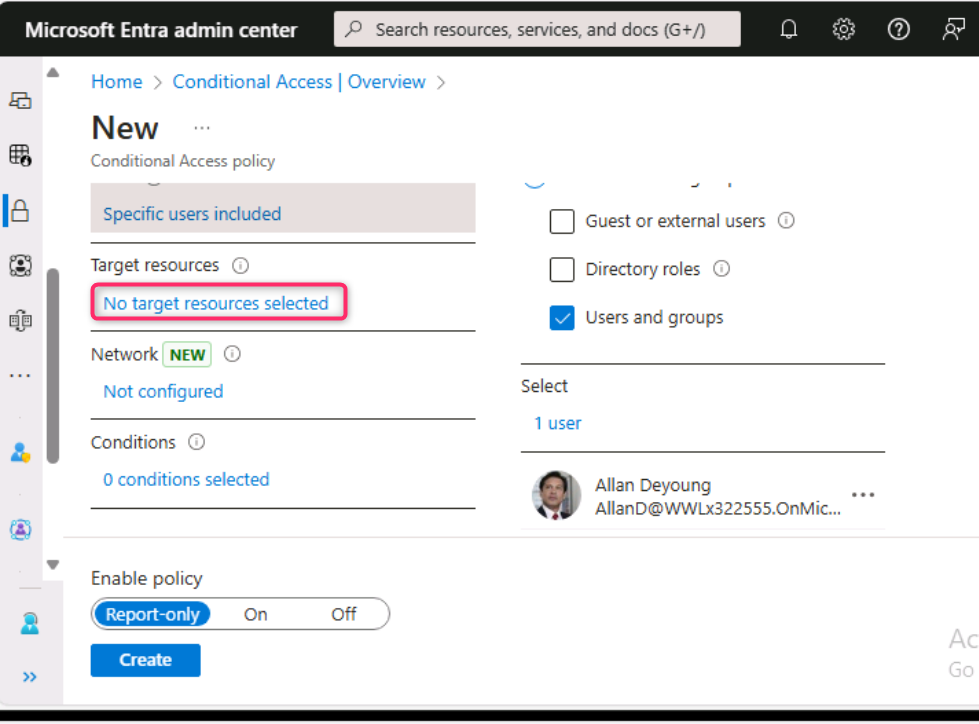 Microsoft Entra admin center
Search resources, services, and docs (G+/)
Home > Conditional Access | Overview >
New ...
Conditional Access policy
Specific users included
Target resources
No target resources selected
Network NEW
Not configured
Conditions
0 conditions selected
Guest or external users
Directory roles
Users and groups
Select
1 user
Allan Deyoung
AllanD@WWLx322555.OnMic...
Enable policy
Report-only On Off
Create
Ac
Go